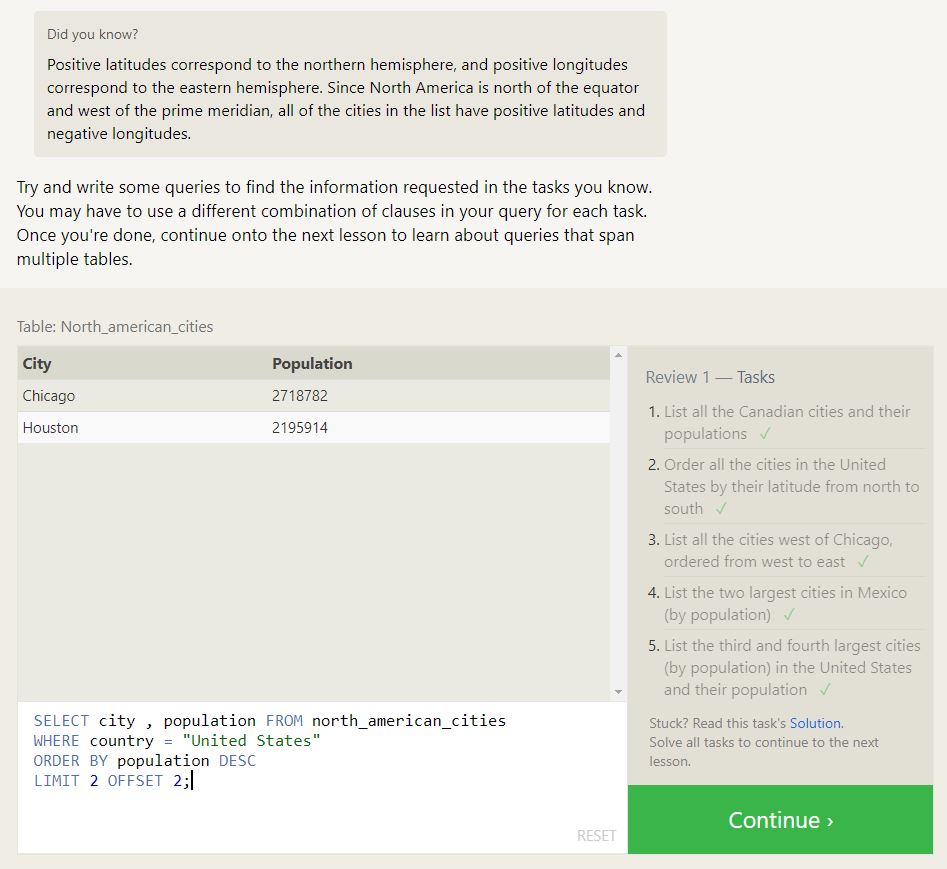 Did you know?
Positive latitudes correspond to the northern hemisphere, and positive longitudes
correspond to the eastern hemisphere. Since North America is north of the equator
and west of the prime meridian, all of the cities in the list have positive latitudes and
negative longitudes.
Try and write some queries to find the information requested in the tasks you know.
You may have to use a different combination of clauses in your query for each task.
Once you're done, continue onto the next lesson to learn about queries that span
multiple tables.
Table: North_american_cities
City Population
Chicago 2718782
Houston 2195914
SELECT city , population FROM north_american_cities
WHERE country = "United States"
ORDER BY population DESC
LIMIT 2 OFFSET 2;
RESET
Review 1 — Tasks
1. List all the Canadian cities and their
populations ✓
2. Order all the cities in the United
States by their latitude from north to
south ✓
3. List all the cities west of Chicago,
ordered from west to east ✓
4. List the two largest cities in Mexico
(by population) ✓
5. List the third and fourth largest cities
(by population) in the United States
and their population ✓
Stuck? Read this task's Solution.
Solve all tasks to continue to the next
lesson.
Continue ›